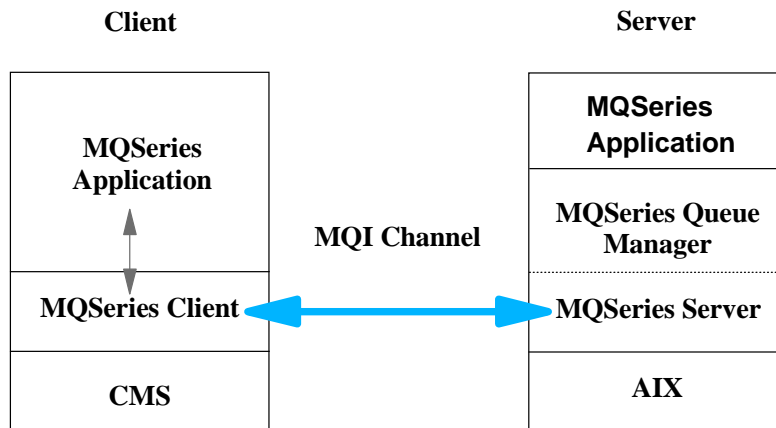 Client
Server
MQSeries
Application
MQSeries
Application
MQI Channel
MQSeries Queue
Manager
MQSeries Client
MQSeries Server
CMS
AIX